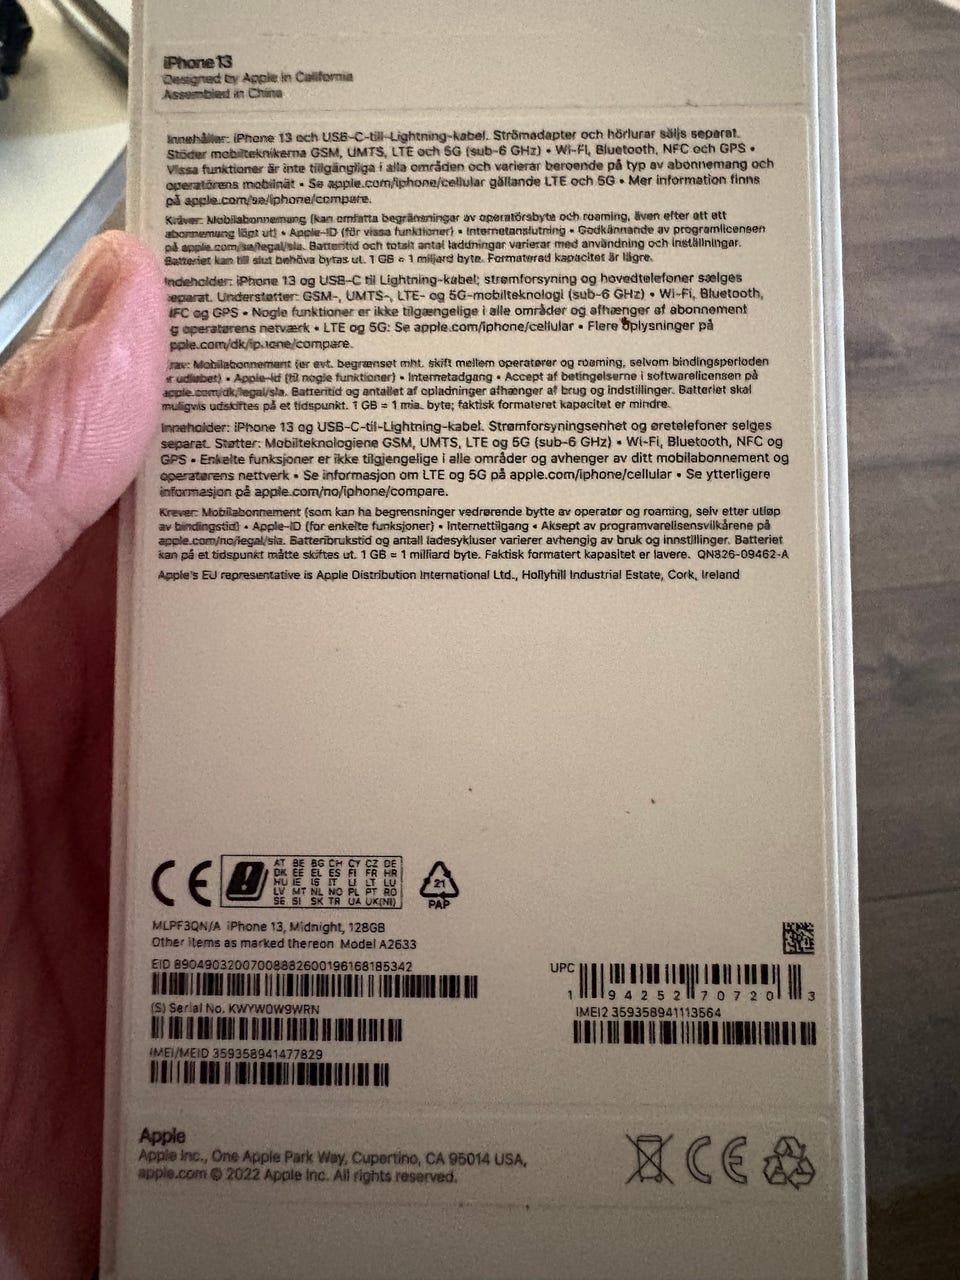 iPhone 13
Designed by Apple in California
Assembled in China
Innehåller: iPhone 13 och USB-C-till-Lightning-kabel. Strömadapter och hörlurar säljs separat.
Stöder mobilteknikerna GSM, UMTS, LTE och 5G (sub-6 GHz) • Wi-Fi, Bluetooth, NFC och GPS •
Vissa funktioner är inte tillgängliga i alla områden och varierar beroende på typ av abonnemang och
operatörens mobilnät • Se apple.com/iphone/cellular gällande LTE och 5G • Mer information finns
på apple.com/se/iphone/compare.
Kräver: Mobilabonnemang (kan omfatta begränsningar av operatörsbyte och roaming, även efter att ett
abonnemang löpt ut) • Apple-ID (för vissa funktioner) • Internetanslutning • Godkännande av programlicensen
på apple.com/se/legal/sla. Batteritid och totalt antal laddningar varierar med användning och inställningar.
Batteriet kan till slut behöva bytas ut. 1 GB = 1 miljard byte. Formaterad kapacitet är lägre.
Indeholder: iPhone 13 og USB-C til Lightning-kabel; strømforsyning og hovedtelefoner sælges
separat. Understøtter: GSM-, UMTS-, LTE- og 5G-mobilteknologi (sub-6 GHz) • Wi-Fi, Bluetooth,
NFC og GPS • Nogle funktioner er ikke tilgængelige i alle områder og afhænger af abonnement
g operatørens netværk • LTE og 5G: Se apple.com/iphone/cellular • Flere oplysninger på
pple.com/dk/iphone/compare.
rav: Mobilabonnement (er evt. begrænset mht. skift mellem operatører og roaming, selvom bindingsperioden
er udløbet) • Apple-id (til nogle funktioner) • Internetadgang • Accept af betingelserne i softwarelicensen på
apple.com/dk/legal/sla. Batteritid og antallet af opladninger afhænger af brug og indstillinger. Batteriet skal
muligvis udskiftes på et tidspunkt. 1 GB = 1 mia. byte; faktisk formateret kapacitet er mindre.
Inneholder: iPhone 13 og USB-C-til-Lightning-kabel. Strømforsyningsenhet og øretelefoner selges
separat. Støtter: Mobilteknologiene GSM, UMTS, LTE og 5G (sub-6 GHz) • Wi-Fi, Bluetooth, NFC og
GPS • Enkelte funksjoner er ikke tilgjengelige i alle områder og avhenger av ditt mobilabonnement og
operatørens nettverk • Se informasjon om LTE og 5G på apple.com/iphone/cellular • Se ytterligere
informasjon på apple.com/no/iphone/compare.
Krever: Mobilabonnement (som kan ha begrensninger vedrørende bytte av operatør og roaming, selv etter utløp
av bindingstid) • Apple-ID (for enkelte funksjoner) • Internettilgang • Aksept av programvarelisensvilkårene på
apple.com/no/legal/sla. Batteribrukstid og antall ladesykluser varierer avhengig av bruk og innstillinger. Batteriet
kan på et tidspunkt måtte skiftes ut. 1 GB = 1 milliard byte. Faktisk formatert kapasitet er lavere. QN826-09462-A
Apple's EU representative is Apple Distribution International Ltd., Hollyhill Industrial Estate, Cork, Ireland
CE
AT BE BG CH CY CZ DE
DK EE EL ES FI FR HR
HU IE IS IT LI LT LU
LV MT NL NO PL PT RO
SE SI SK TR UA UK(NI)
21
PAP
MLPF3QN/A iPhone 13, Midnight, 128GB
Other items as marked thereon Model A2633
EID 89049032007008882600196168185342
(S) Serial No. KWYW0W9WRN
IMEI/MEID 359358941477829
UPC
1 94252 70720 3
IMEI2 359358941113564
Apple
Apple Inc., One Apple Park Way, Cupertino, CA 95014 USA,
apple.com © 2022 Apple Inc. All rights reserved.
CE